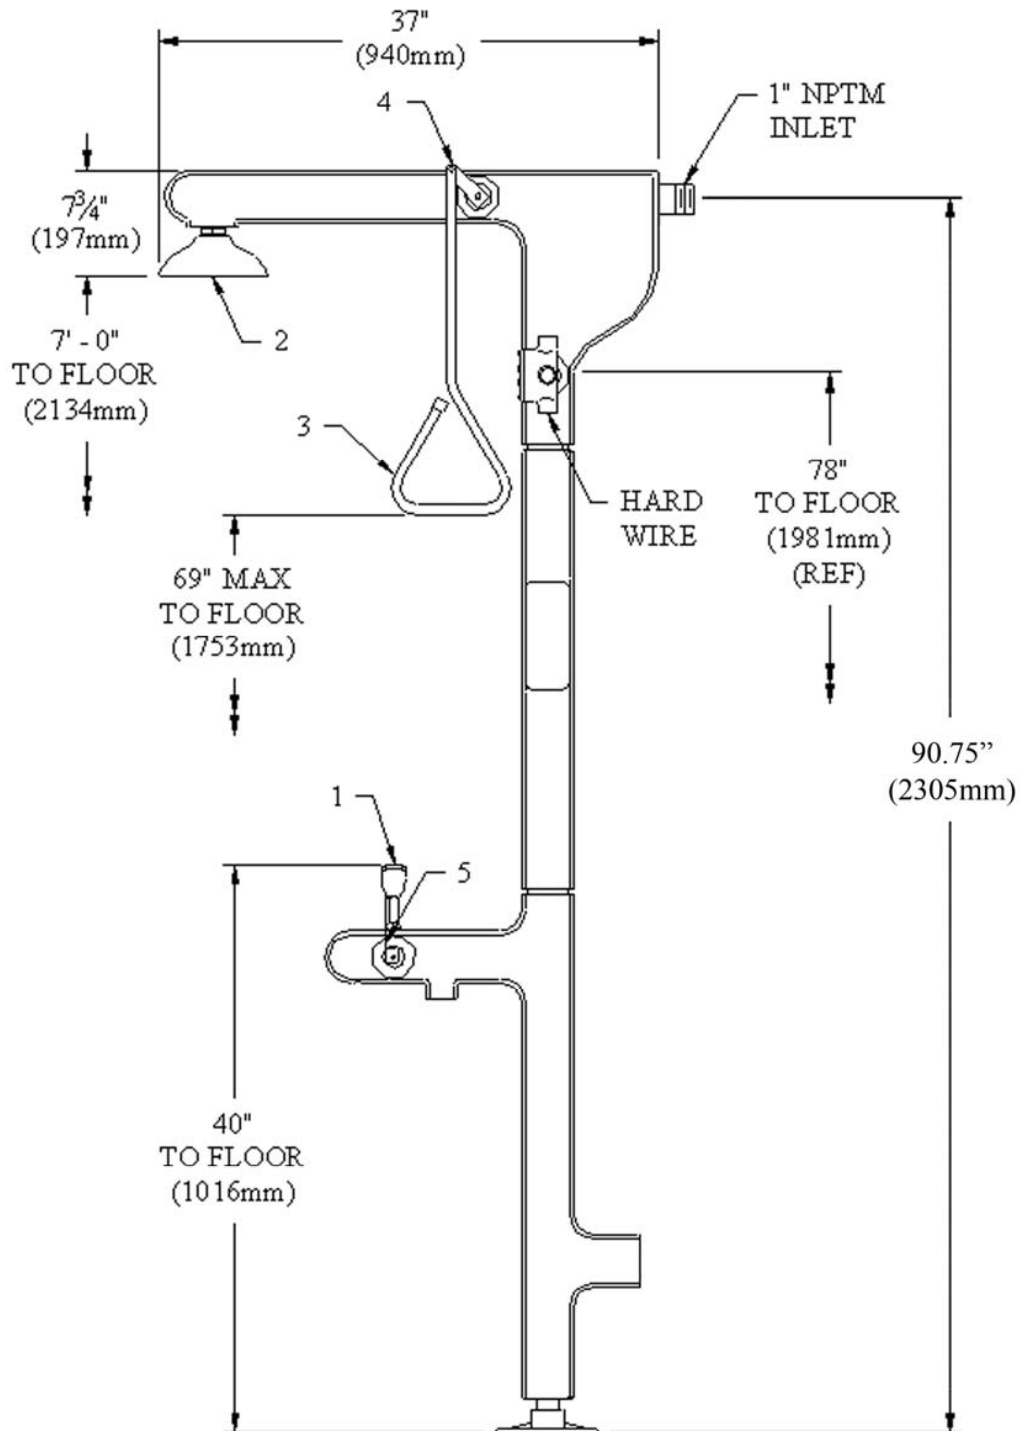 37"
(940mm)
4
1" NPTM
INLET
7¾"
(197mm)
2
7' - 0"
TO FLOOR
(2134mm)
3
HARD
WIRE
78"
TO FLOOR
(1981mm)
(REF)
69" MAX
TO FLOOR
(1753mm)
90.75”
(2305mm)
1
5
40"
TO FLOOR
(1016mm)